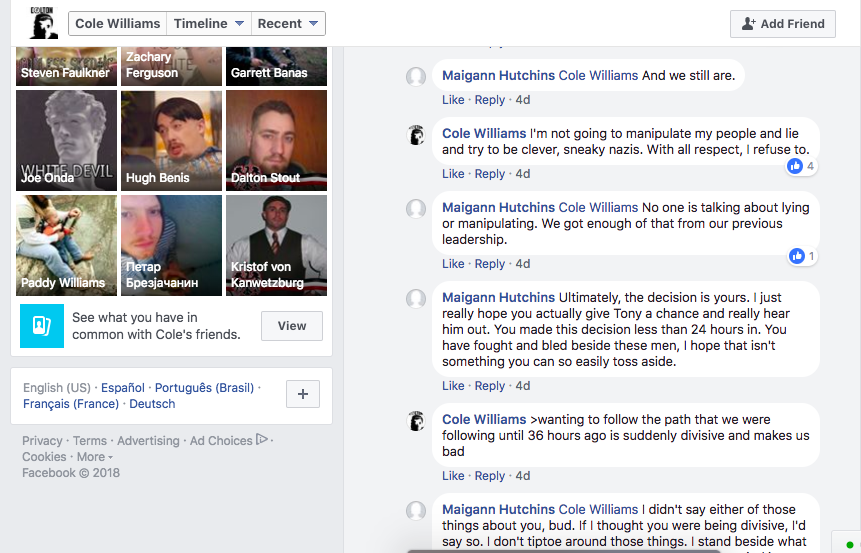 Cole Williams
Timeline
Recent
Add Friend
Steven Faulkner
Zachary
Ferguson
Garrett Banas
WHITE DEVIL
Joe Onda
Hugh Benis
Dalton Stout
Paddy Williams
Петар
Брезјачанин
Kristof von
Kanwetzburg
See what you have in
common with Cole's friends.
View
English (US) · Español · Português (Brasil) ·
Français (France) · Deutsch
+
Privacy · Terms · Advertising · Ad Choices ·
Cookies · More
Facebook © 2018
Maigann Hutchins Cole Williams And we still are.
Like · Reply · 4d
Cole Williams I'm not going to manipulate my people and lie
and try to be clever, sneaky nazis. With all respect, I refuse to.
4
Like · Reply · 4d
Maigann Hutchins Cole Williams No one is talking about lying
or manipulating. We got enough of that from our previous
leadership.
1
Like · Reply · 4d
Maigann Hutchins Ultimately, the decision is yours. I just
really hope you actually give Tony a chance and really hear
him out. You made this decision less than 24 hours in. You
have fought and bled beside these men, I hope that isn't
something you can so easily toss aside.
Like · Reply · 4d
Cole Williams >wanting to follow the path that we were
following until 36 hours ago is suddenly divisive and makes us
bad
Like · Reply · 4d
Maigann Hutchins Cole Williams I didn't say either of those
things about you, bud. If I thought you were being divisive, I'd
say so. I don't tiptoe around those things. I stand beside what